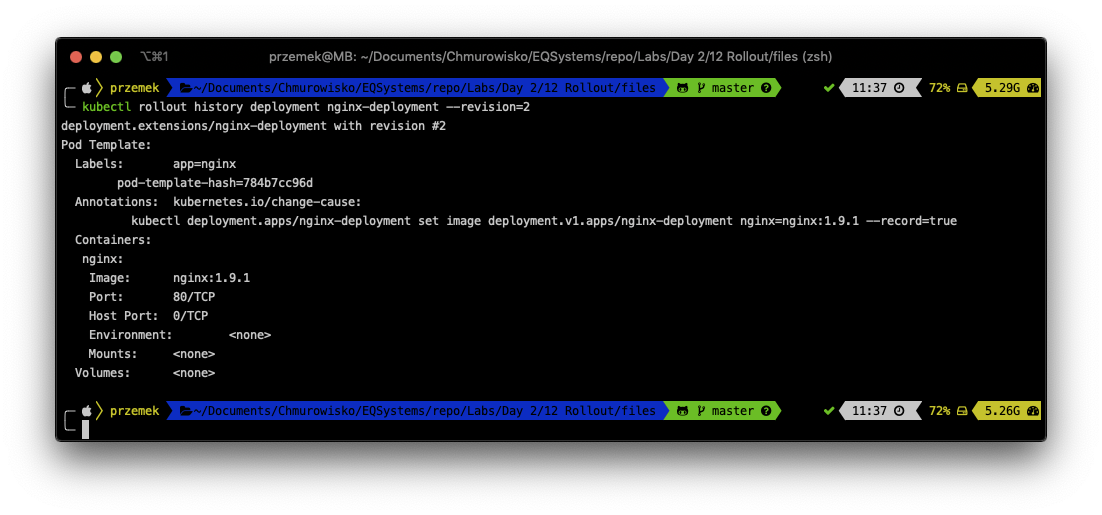 ⌥⌘1 przemek@MB: ~/Documents/Chmurowisko/EQSystems/repo/Labs/Day 2/12 Rollout/files (zsh)
przemek ~/Documents/Chmurowisko/EQSystems/repo/Labs/Day 2/12 Rollout/files master ? ✔ 11:37 72% 5.29G
kubectl rollout history deployment nginx-deployment --revision=2
deployment.extensions/nginx-deployment with revision #2
Pod Template:
  Labels:       app=nginx
        pod-template-hash=784b7cc96d
  Annotations:  kubernetes.io/change-cause:
          kubectl deployment.apps/nginx-deployment set image deployment.v1.apps/nginx-deployment nginx=nginx:1.9.1 --record=true
  Containers:
   nginx:
    Image:      nginx:1.9.1
    Port:       80/TCP
    Host Port:  0/TCP
    Environment:        <none>
    Mounts:     <none>
  Volumes:      <none>
przemek ~/Documents/Chmurowisko/EQSystems/repo/Labs/Day 2/12 Rollout/files master ? ✔ 11:37 72% 5.26G